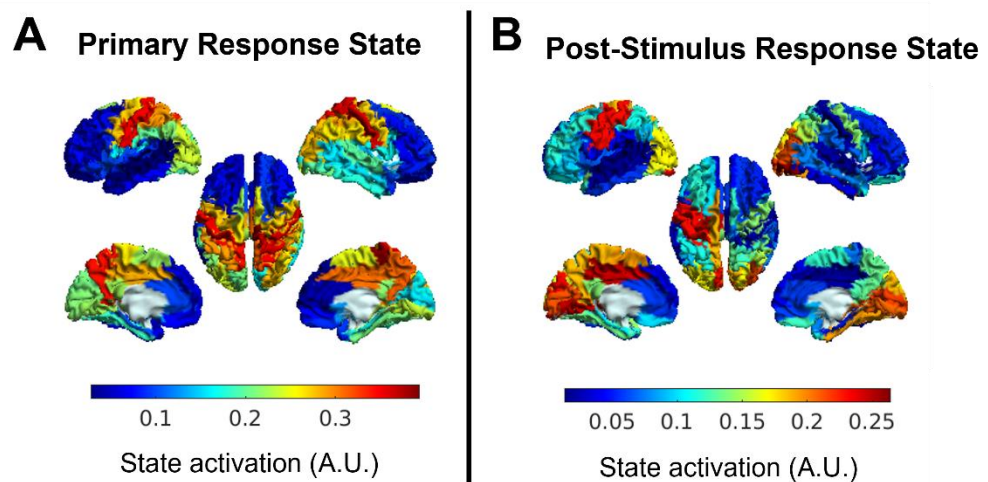 A
Primary Response State
0.1 0.2 0.3
State activation (A.U.)
B
Post-Stimulus Response State
0.05 0.1 0.15 0.2 0.25
State activation (A.U.)